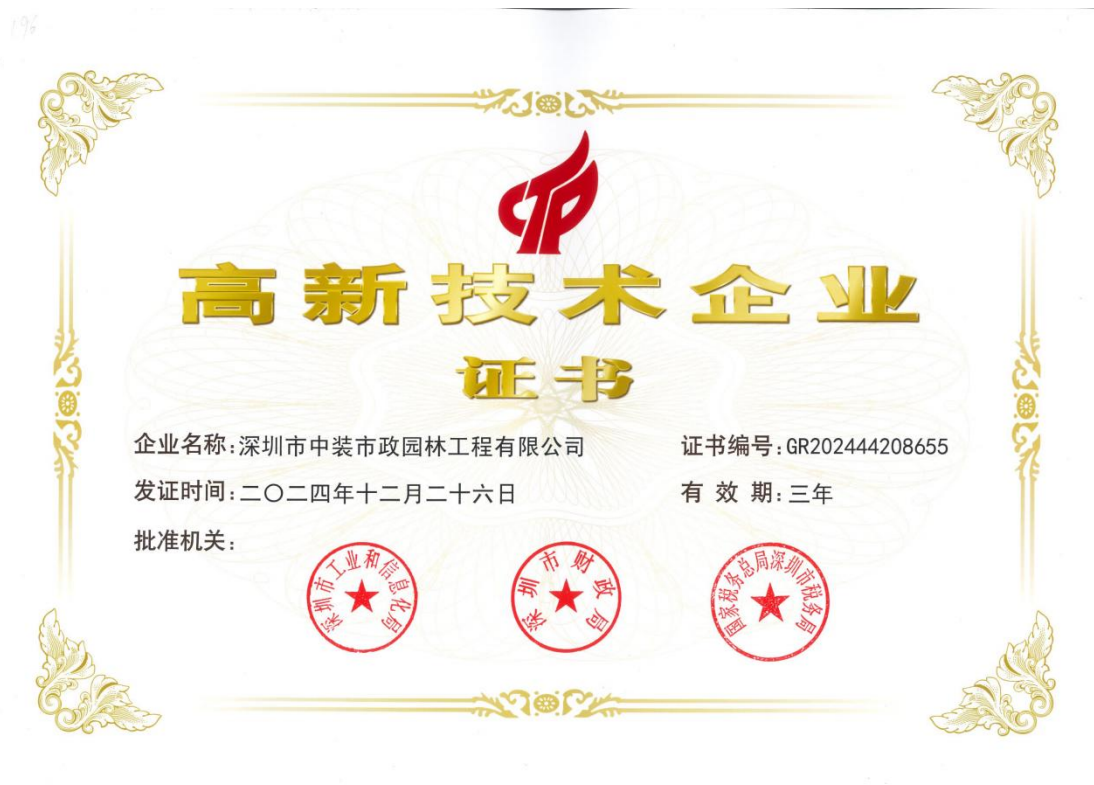 196
CTP
高新技术企业
证书
企业名称:深圳市中装市政园林工程有限公司
证书编号:GR202444208655
发证时间:二〇二四年十二月二十六日
有 效 期:三年
批准机关:
深圳市工业和信息化局
深圳市财政局
国家税务总局深圳市税务局